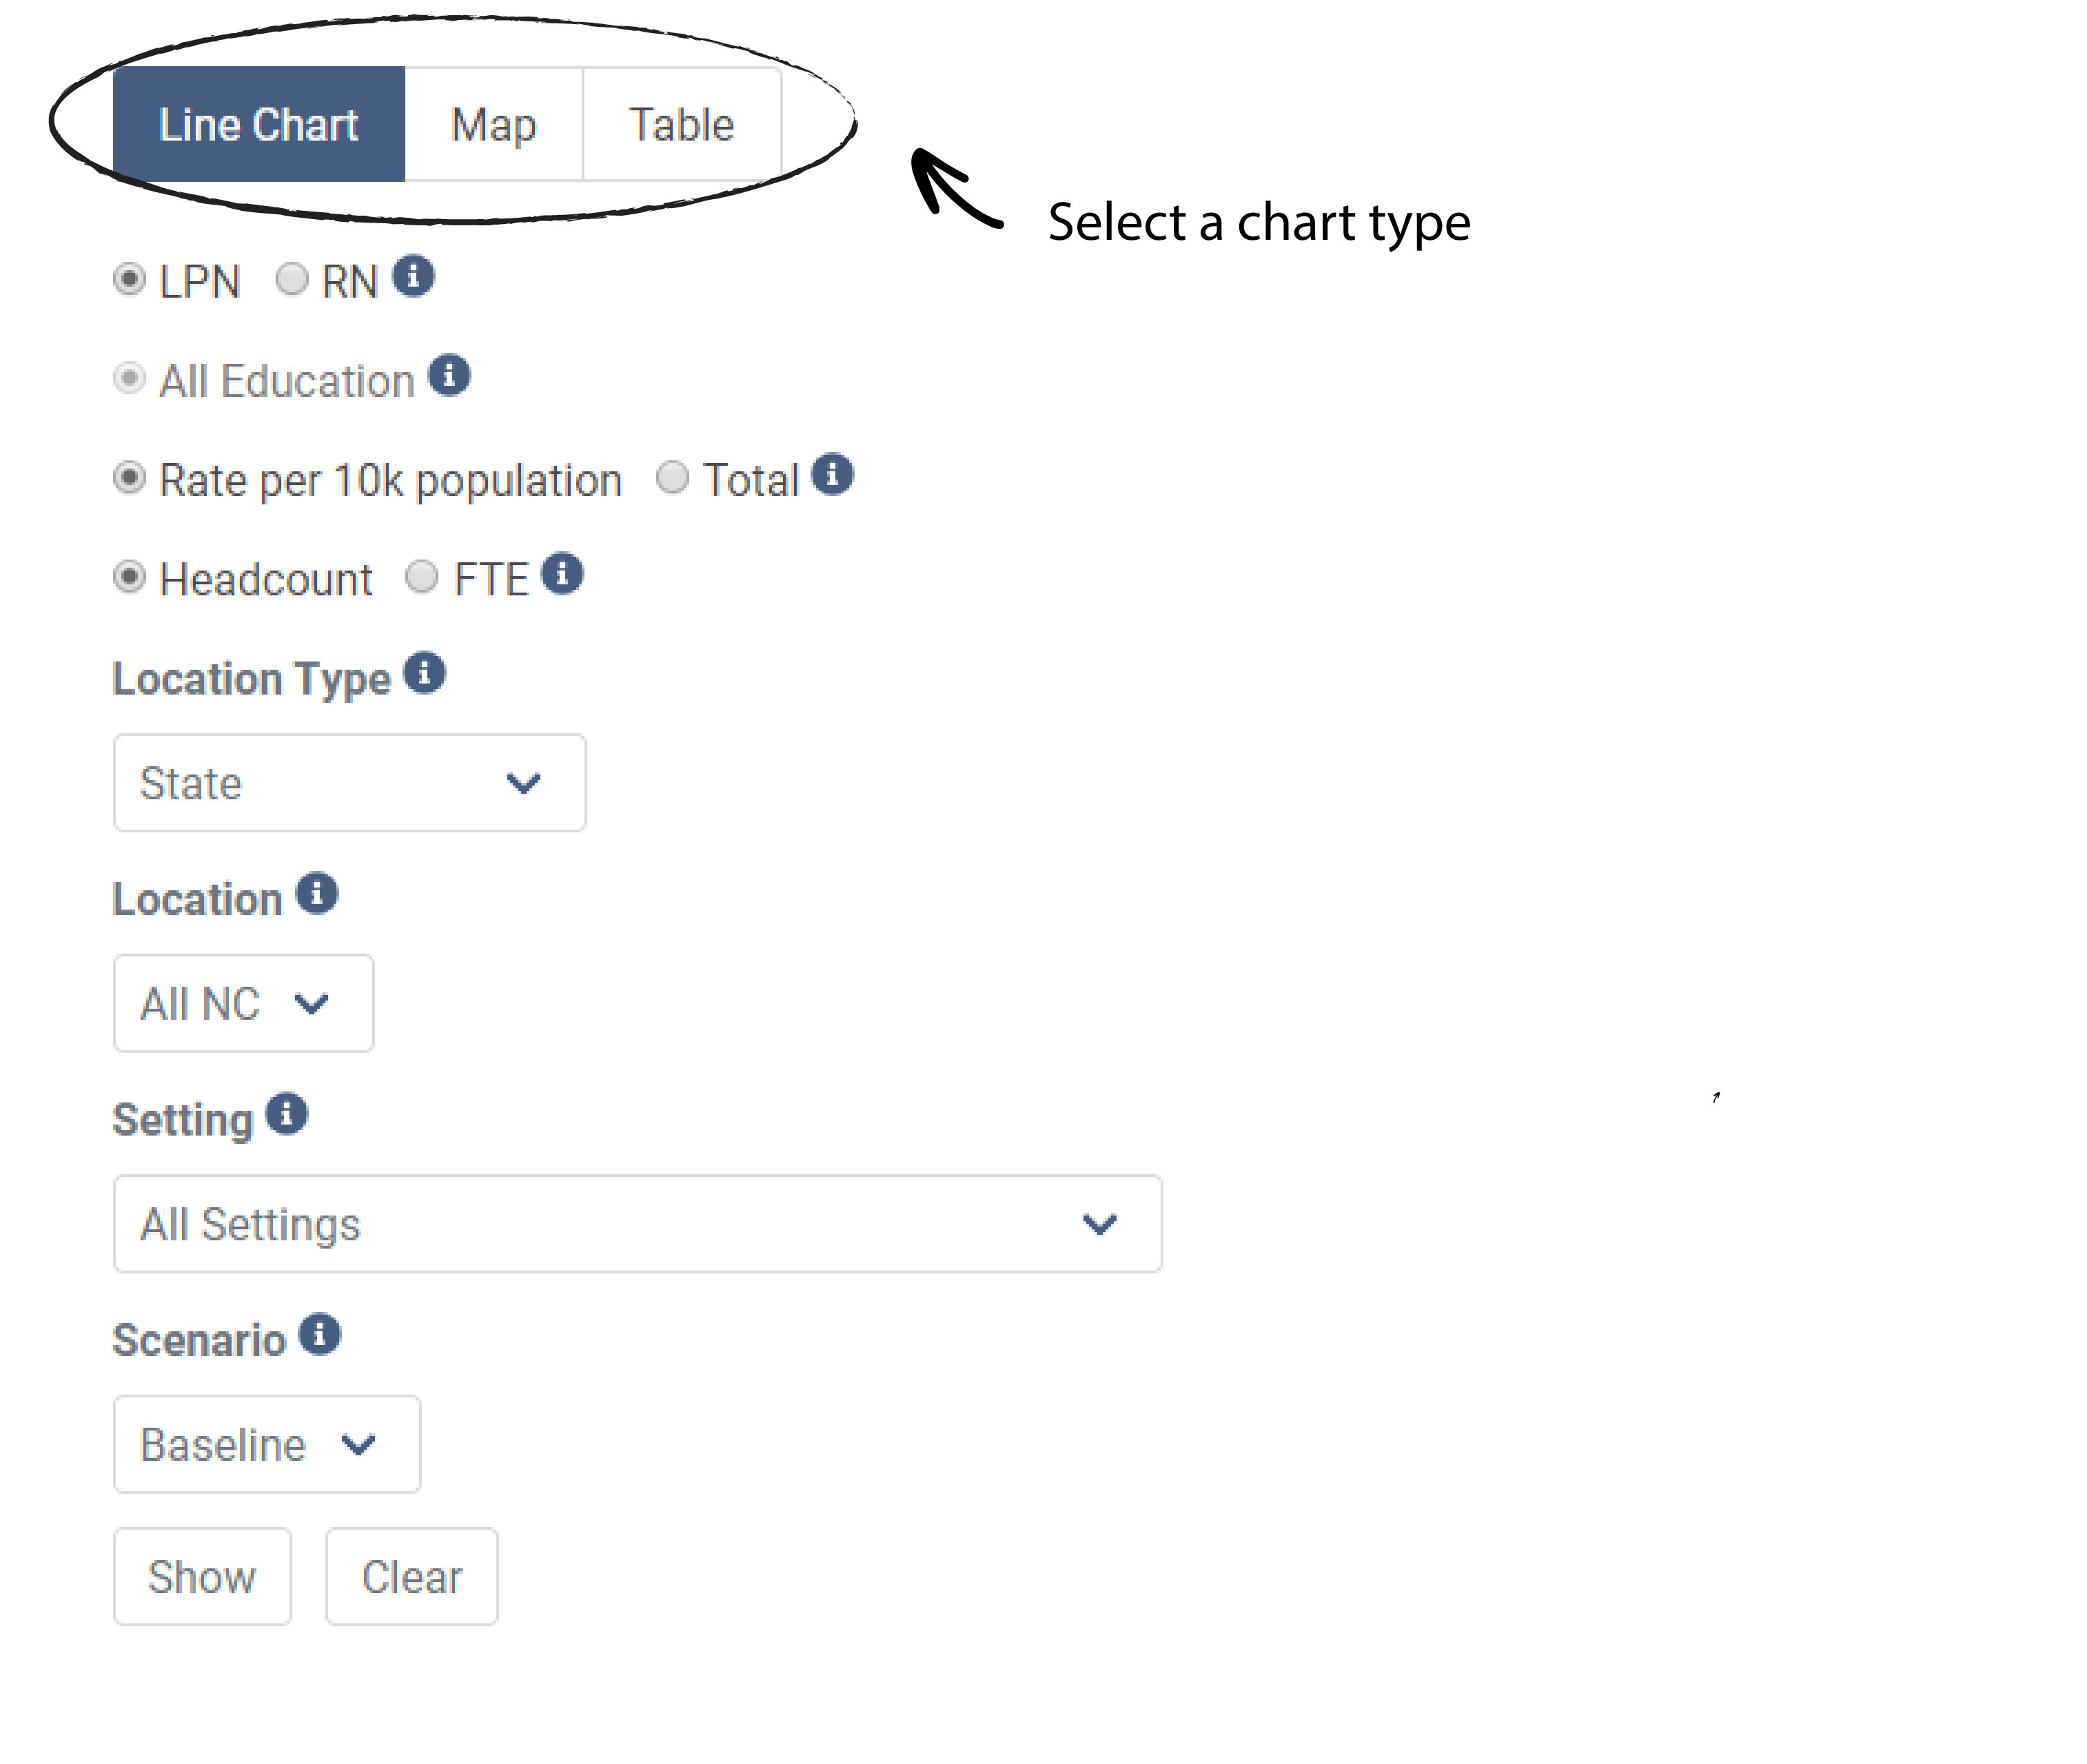 Line Chart Map Table
Select a chart type
LPN RN
All Education
Rate per 10k population Total
Headcount FTE
Location Type
State
Location
All NC
Setting
All Settings
Scenario
Baseline
Show Clear